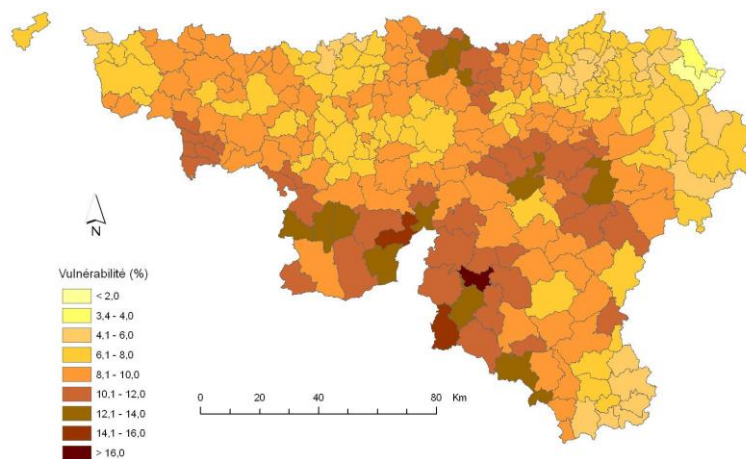 N
Vulnérabilité (%)
< 2,0
3,4 - 4,0
4,1 - 6,0
6,1 - 8,0
8,1 - 10,0
10,1 - 12,0
12,1 - 14,0
14,1 - 16,0
> 16,0
0 20 40 80 Km